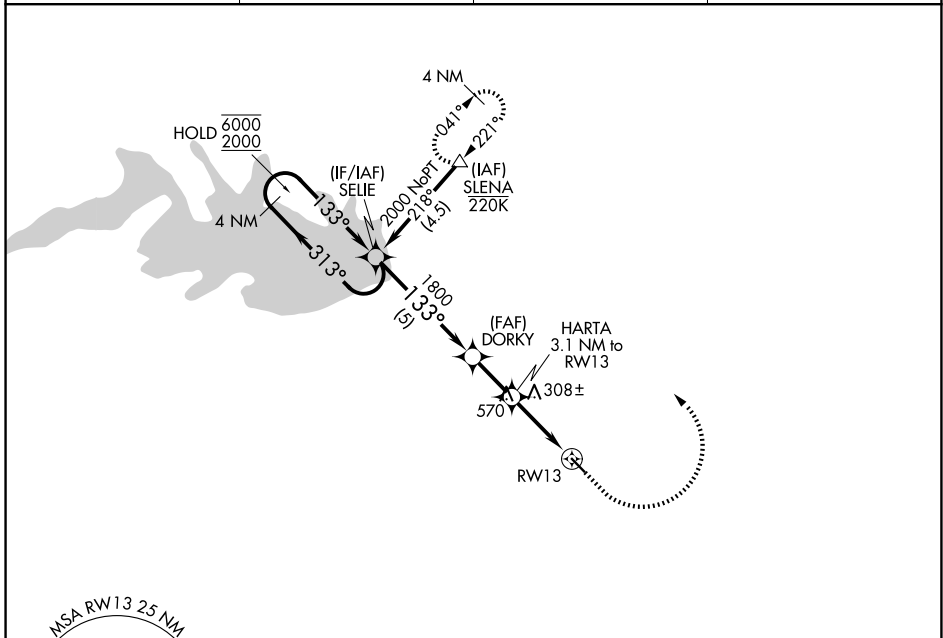 4 NM
041°
221°
HOLD 6000
2000
(IF/IAF)
SELIE
(IAF)
SLENA
220K
2000 NoPT
218°
(4.5)
133°
4 NM
313°
1800
133°
(5)
(FAF)
DORKY
HARTA
3.1 NM to
RW13
308±
570
RW13
MSA RW13 25 NM